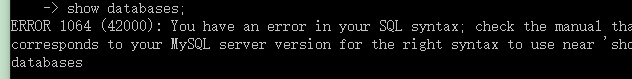 -> show databases;
ERROR 1064 (42000): You have an error in your SQL syntax; check the manual tha
corresponds to your MySQL server version for the right syntax to use near 'sho
databases